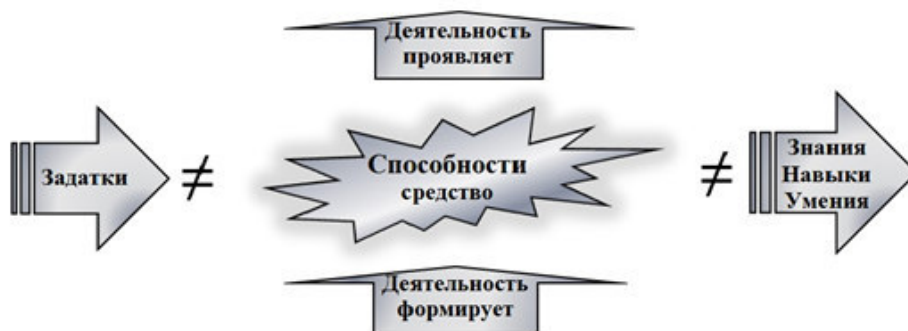 Деятельность
проявляет
Задатки
≠
Способности
средство
≠
Знания
Навыки
Умения
Деятельность
формирует